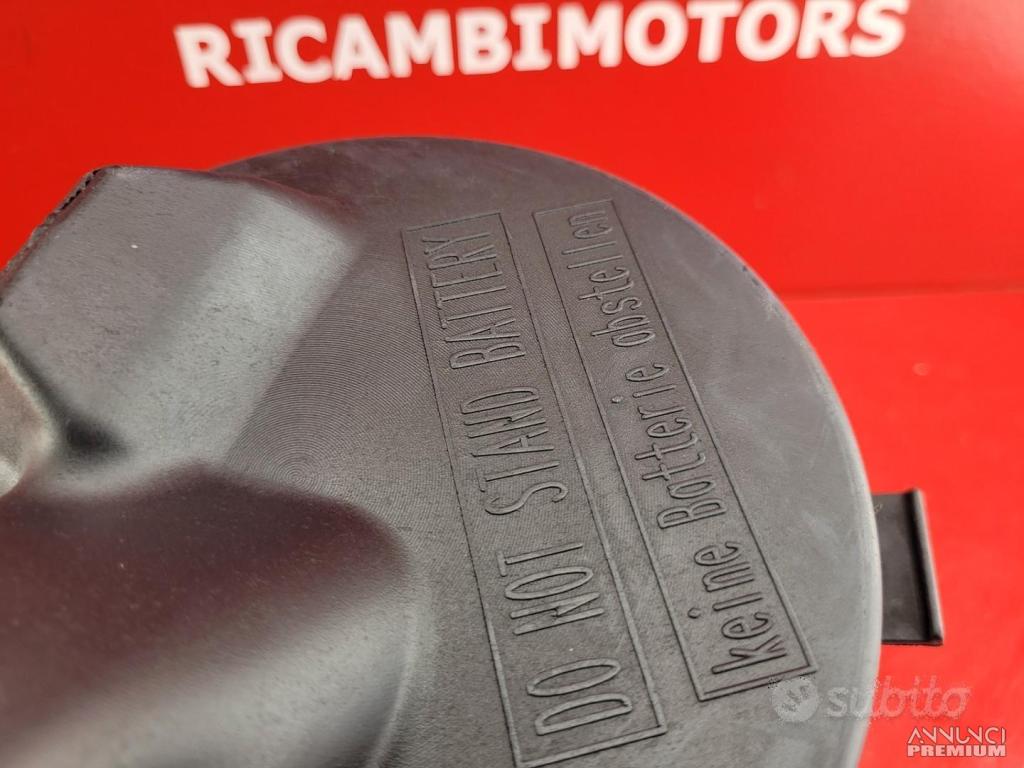 RICAMBIMOTORS
DO NOT STAND BATTERY
keine Batterie abstellen
subito
ANNUNCI
PREMIUM